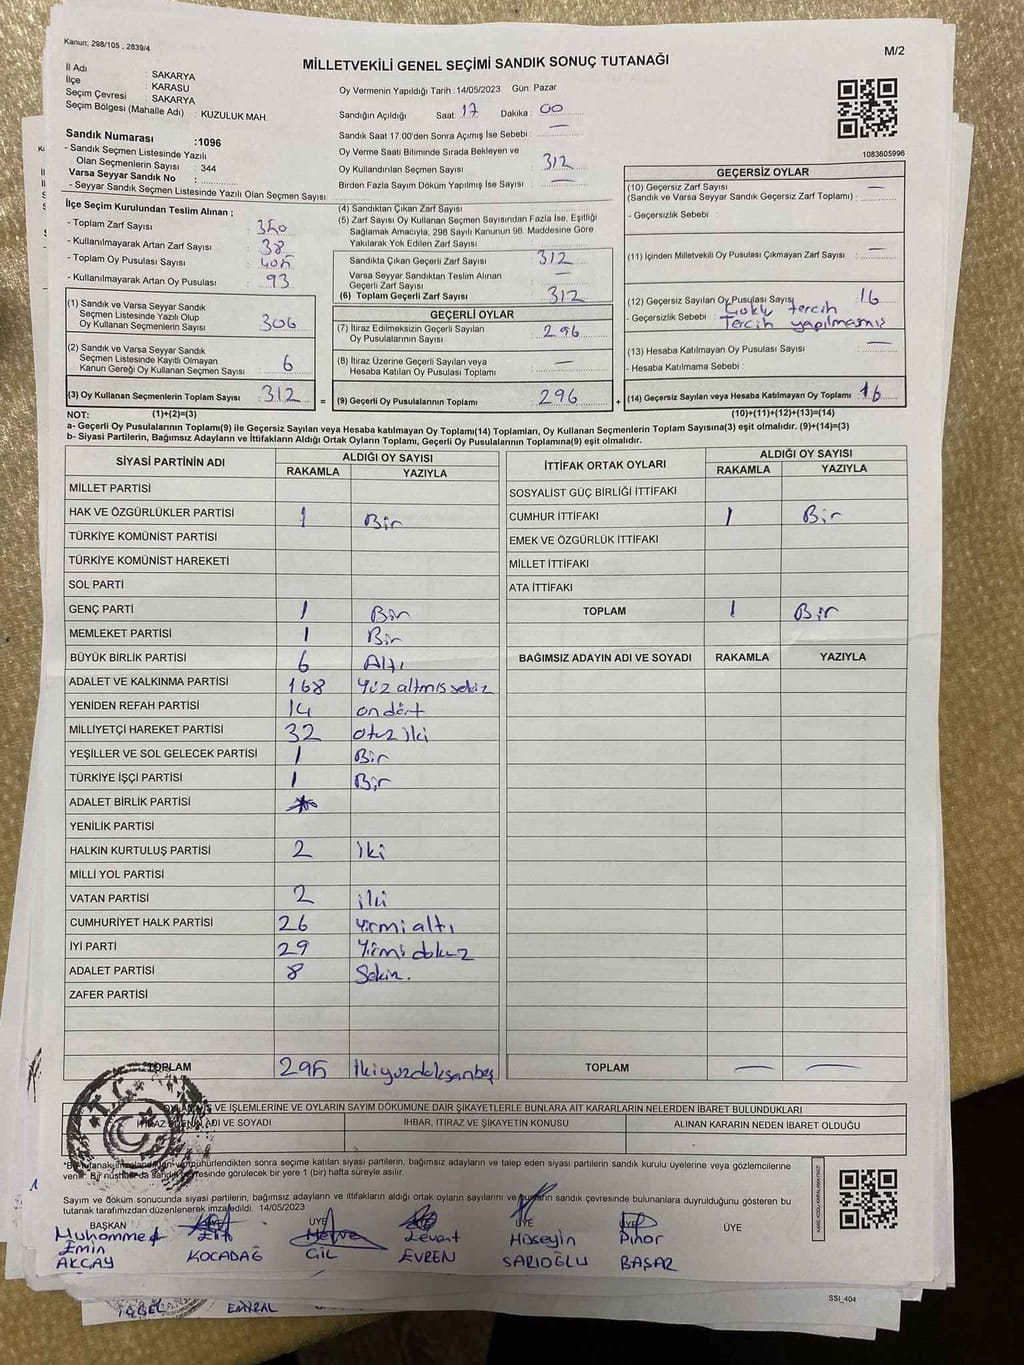 Kanun; 298/105 , 2839/4
M/2
MİLLETVEKİLİ GENEL SEÇİMİ SANDIK SONUÇ TUTANAĞI
İl Adı : SAKARYA
İlçe : KARASU
Seçim Çevresi : SAKARYA
Seçim Bölgesi (Mahalle Adı) : KUZULUK MAH.
Sandık Numarası :1096
- Sandık Seçmen Listesinde Yazılı
Olan Seçmenlerin Sayısı : 344
Varsa Seyyar Sandık No :
- Seyyar Sandık Seçmen Listesinde Yazılı Olan Seçmen Sayısı
Oy Vermenin Yapıldığı Tarih :14/05/2023 Gün: Pazar
Sandığın Açıldığı Saat: 17 Dakika: 00
Sandık Saat 17.00'den Sonra Açılmış İse Sebebi : —
Oy Verme Saati Bitiminde Sırada Bekleyen ve
Oy Kullandırılan Seçmen Sayısı : 312
Birden Fazla Sayım Döküm Yapılmış İse Sayısı : —
1083605996
İlçe Seçim Kurulundan Teslim Alınan ;
- Toplam Zarf Sayısı : 350
- Kullanılmayarak Artan Zarf Sayısı : 38
- Toplam Oy Pusulası Sayısı : 405
- Kullanılmayarak Artan Oy Pusulası : 93
(1) Sandık ve Varsa Seyyar Sandık
Seçmen Listesinde Yazılı Olup
Oy Kullanan Seçmenlerin Sayısı : 306
(2) Sandık ve Varsa Seyyar Sandık
Seçmen Listesinde Kayıtlı Olmayan
Kanun Gereği Oy Kullanan Seçmen Sayısı : 6
(3) Oy Kullanan Seçmenlerin Toplam Sayısı : 312 =
(4) Sandıktan Çıkan Zarf Sayısı
(5) Zarf Sayısı Oy Kullanan Seçmen Sayısından Fazla İse, Eşitliği
Sağlamak Amacıyla, 298 Sayılı Kanunun 98. Maddesine Göre
Yakılarak Yok Edilen Zarf Sayısı :
Sandıkta Çıkan Geçerli Zarf Sayısı : 312
Varsa Seyyar Sandıktan Teslim Alınan
Geçerli Zarf Sayısı : —
(6) Toplam Geçerli Zarf Sayısı : 312
GEÇERLİ OYLAR
(7) İtiraz Edilmeksizin Geçerli Sayılan
Oy Pusulalarının Sayısı : 296
(8) İtiraz Üzerine Geçerli Sayılan veya
Hesaba Katılan Oy Pusulası Toplamı : —
(9) Geçerli Oy Pusulalarının Toplamı : 296 +
GEÇERSİZ OYLAR
(10) Geçersiz Zarf Sayısı : —
(Sandık ve Varsa Seyyar Sandık Geçersiz Zarf Toplamı) :
- Geçersizlik Sebebi :
(11) İçinden Milletvekili Oy Pusulası Çıkmayan Zarf Sayısı : —
(12) Geçersiz Sayılan Oy Pusulası Sayısı : 16
- Geçersizlik Sebebi : Çoklu tercih
Tercih yapılmamış
(13) Hesaba Katılmayan Oy Pusulası Sayısı : —
- Hesaba Katılmama Sebebi :
(14) Geçersiz Sayılan veya Hesaba Katılmayan Oy Toplamı : 16
NOT: (1)+(2)=(3) (10)+(11)+(12)+(13)=(14)
a- Geçerli Oy Pusulalarının Toplamı(9) ile Geçersiz Sayılan veya Hesaba katılmayan Oy Toplamı(14) Toplamları, Oy Kullanan Seçmenlerin Toplam Sayısına(3) eşit olmalıdır. (9)+(14)=(3)
b- Siyasi Partilerin, Bağımsız Adayların ve İttifakların Aldığı Ortak Oyların Toplamı, Geçerli Oy Pusulalarının Toplamına(9) eşit olmalıdır.
SİYASİ PARTİNİN ADI ALDIĞI OY SAYISI
RAKAMLA YAZIYLA
MİLLET PARTİSİ
HAK VE ÖZGÜRLÜKLER PARTİSİ 1 Bir
TÜRKİYE KOMÜNİST PARTİSİ
TÜRKİYE KOMÜNİST HAREKETİ
SOL PARTİ
GENÇ PARTİ 1 Bir
MEMLEKET PARTİSİ 1 Bir
BÜYÜK BİRLİK PARTİSİ 6 Altı
ADALET VE KALKINMA PARTİSİ 168 Yüz altmış sekiz
YENİDEN REFAH PARTİSİ 14 on dört
MİLLİYETÇİ HAREKET PARTİSİ 32 otuz iki
YEŞİLLER VE SOL GELECEK PARTİSİ 1 Bir
TÜRKİYE İŞÇİ PARTİSİ 1 Bir
ADALET BİRLİK PARTİSİ
YENİLİK PARTİSİ
HALKIN KURTULUŞ PARTİSİ 2 iki
MİLLİ YOL PARTİSİ
VATAN PARTİSİ 2 iki
CUMHURİYET HALK PARTİSİ 26 Yirmi altı
İYİ PARTİ 29 Yirmi dokuz
ADALET PARTİSİ 8 Sekiz.
ZAFER PARTİSİ
TOPLAM 295 İkiyüzdoksanbeş
İTTİFAK ORTAK OYLARI ALDIĞI OY SAYISI
RAKAMLA YAZIYLA
SOSYALİST GÜÇ BİRLİĞİ İTTİFAKI
CUMHUR İTTİFAKI 1 Bir
EMEK VE ÖZGÜRLÜK İTTİFAKI
MİLLET İTTİFAKI
ATA İTTİFAKI
TOPLAM 1 Bir
BAĞIMSIZ ADAYIN ADI VE SOYADI RAKAMLA YAZIYLA
TOPLAM — —
T.C.
VE İŞLEMLERİNE VE OYLARIN SAYIM DÖKÜMÜNE DAİR ŞİKAYETLERLE BUNLARA AİT KARARLARIN NELERDEN İBARET BULUNDUKLARI
ADI VE SOYADI İHBAR, İTİRAZ VE ŞİKAYETİN KONUSU ALINAN KARARIN NEDEN İBARET OLDUĞU
mühürlendikten sonra seçime katılan siyasi partilerin, bağımsız adayların ve talep eden siyasi partilerin sandık kurulu üyelerine veya gözlemcilerine
çevresinde görülecek bir yere 1 (bir) hafta süreyle asılır.
Sayım ve döküm sonucunda siyasi partilerin, bağımsız adayların ve ittifakların aldığı ortak oyların sayılarını ve bunların sandık çevresinde bulunanlara duyrulduğunu gösteren bu
tutanak tarafımızdan düzenlenerek imza edildi. 14/05/2023
BAŞKAN ÜYE ÜYE ÜYE ÜYE ÜYE ÜYE
Muhammed Elif Merve Levent Hüseyin Pınar
Emin
AKÇAY KOCADAĞ GİL EVREN SARIOĞLU BAŞAR
SSI_404
EMİRAL